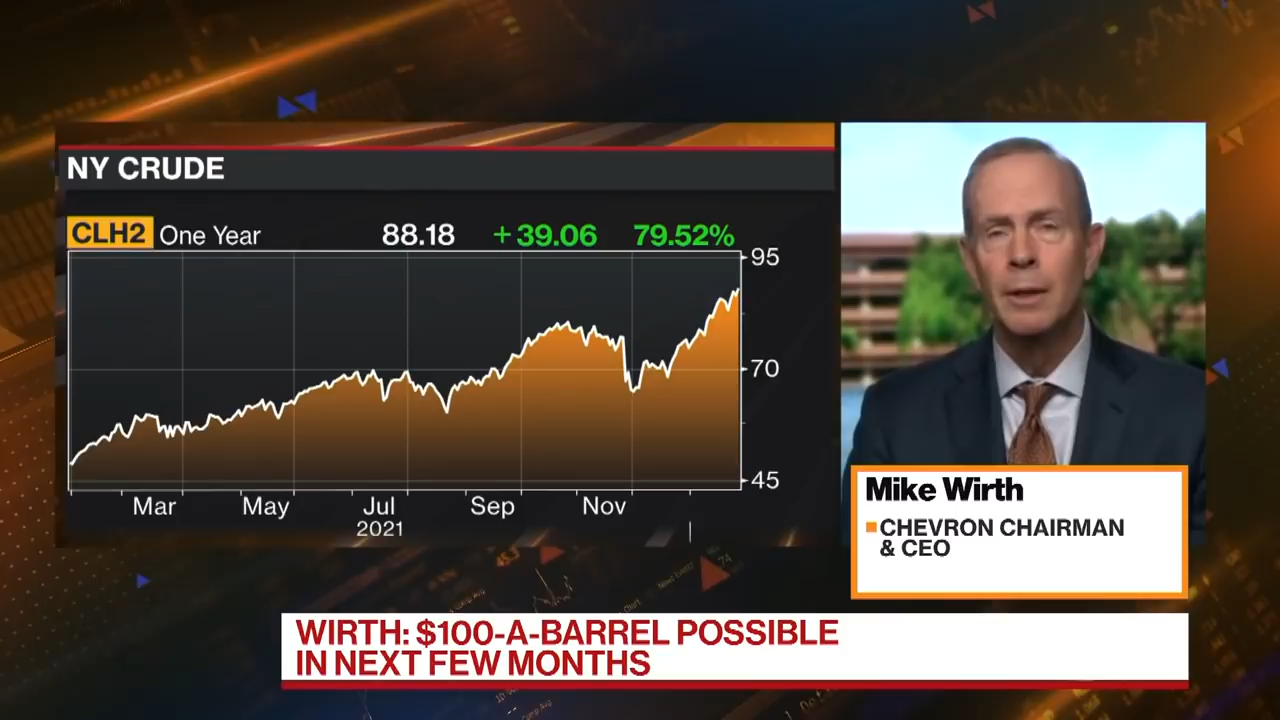 NY CRUDE
CLH2 One Year 88.18 +39.06 79.52%
95
70
45
Mar May Jul Sep Nov
2021
Mike Wirth
CHEVRON CHAIRMAN
& CEO
WIRTH: $100-A-BARREL POSSIBLE
IN NEXT FEW MONTHS